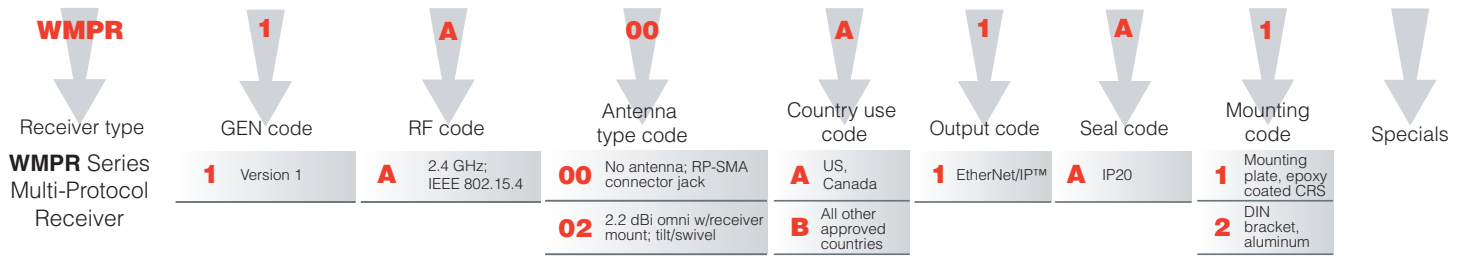 WMPR 1 A 00 A 1 A 1
Receiver type
WMPR Series
Multi-Protocol
Receiver
GEN code
1 Version 1
RF code
A 2.4 GHz;
IEEE 802.15.4
Antenna
type code
00 No antenna; RP-SMA
connector jack
02 2.2 dBi omni w/receiver
mount; tilt/swivel
Country use
code
A US,
Canada
B All other
approved
countries
Output code
1 EtherNet/IP™
Seal code
A IP20
Mounting
code
1 Mounting
plate, epoxy
coated CRS
2 DIN
bracket,
aluminum
Specials